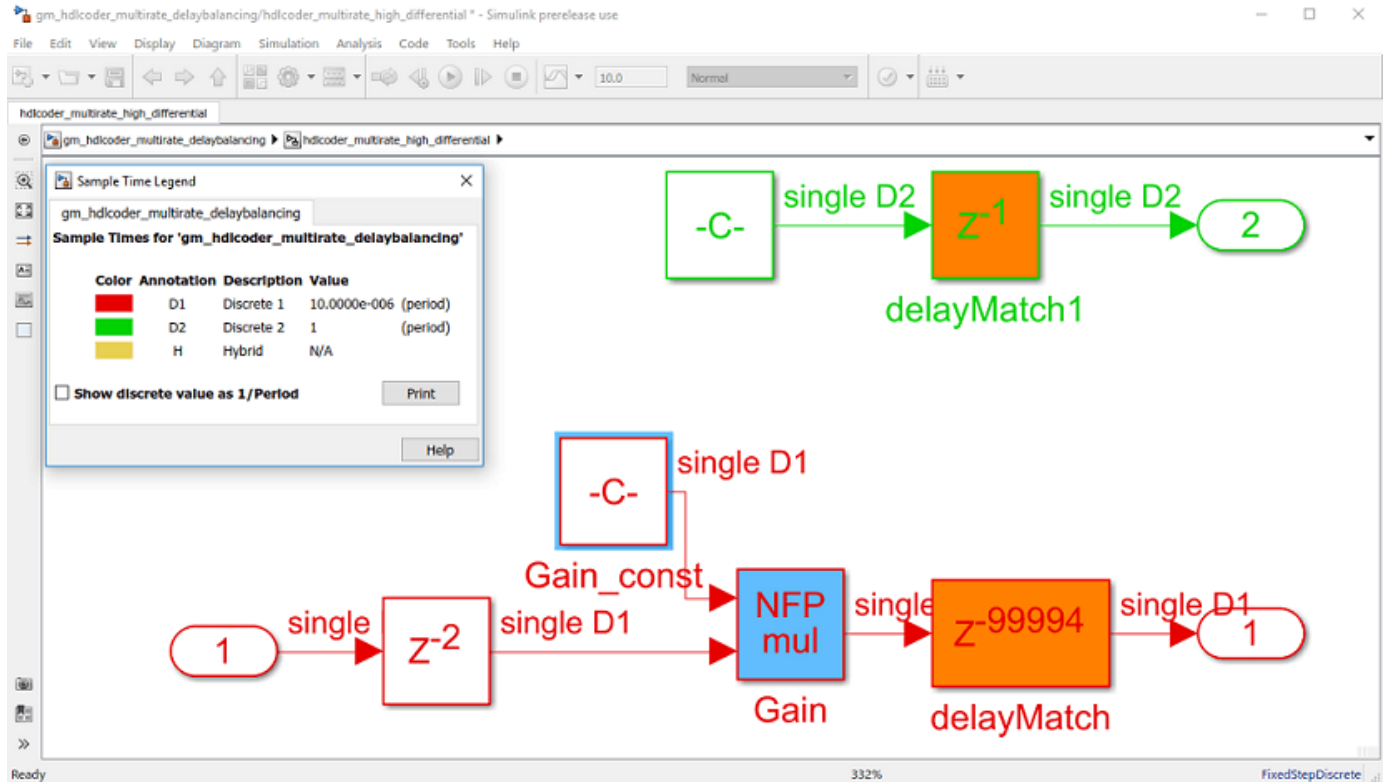 gm_hdlcoder_multirate_delaybalancing/hdlcoder_multirate_high_differential * - Simulink prerelease use
File Edit View Display Diagram Simulation Analysis Code Tools Help
10.0 Normal
hdlcoder_multirate_high_differential
gm_hdlcoder_multirate_delaybalancing hdlcoder_multirate_high_differential
Sample Time Legend
gm_hdlcoder_multirate_delaybalancing
Sample Times for 'gm_hdlcoder_multirate_delaybalancing'
Color Annotation Description Value
D1 Discrete 1 10.0000e-006 (period)
D2 Discrete 2 1 (period)
H Hybrid N/A
Show discrete value as 1/Period Print
Help
-C- single D2 Z-1 single D2 2
delayMatch1
-C- single D1
Gain_const
1 single Z-2 single D1 NFP mul single Z-99994 single D1 1
Gain delayMatch
Ready 332% FixedStepDiscrete